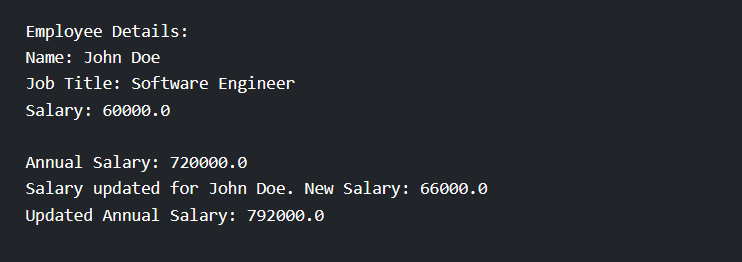 Employee Details:
Name: John Doe
Job Title: Software Engineer
Salary: 60000.0
Annual Salary: 720000.0
Salary updated for John Doe. New Salary: 66000.0
Updated Annual Salary: 792000.0